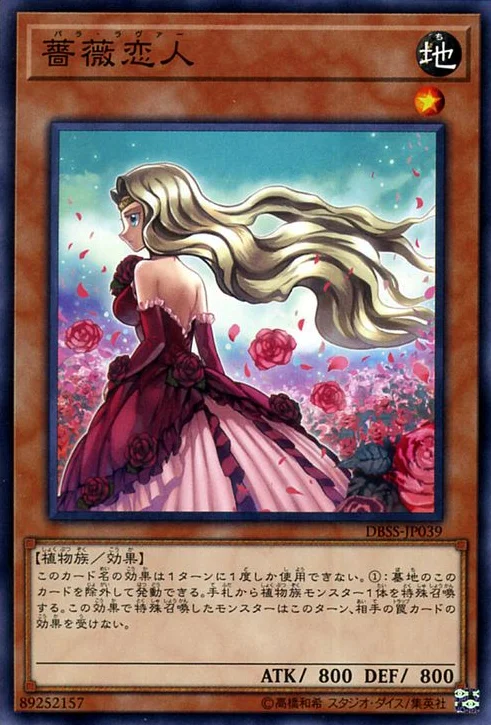 バララヴァー
薔薇恋人
ち
地
DBSS-JP039
【植物族／効果】
このカード名の効果は１ターンに１度しか使用できない。①：墓地のこの
カードを除外して発動できる。手札から植物族モンスター１体を特殊召喚
する。この効果で特殊召喚したモンスターはこのターン、相手の罠カードの
効果を受けない。
ATK/ 800 DEF/ 800
89252157
©高橋和希 スタジオ・ダイス/集英社